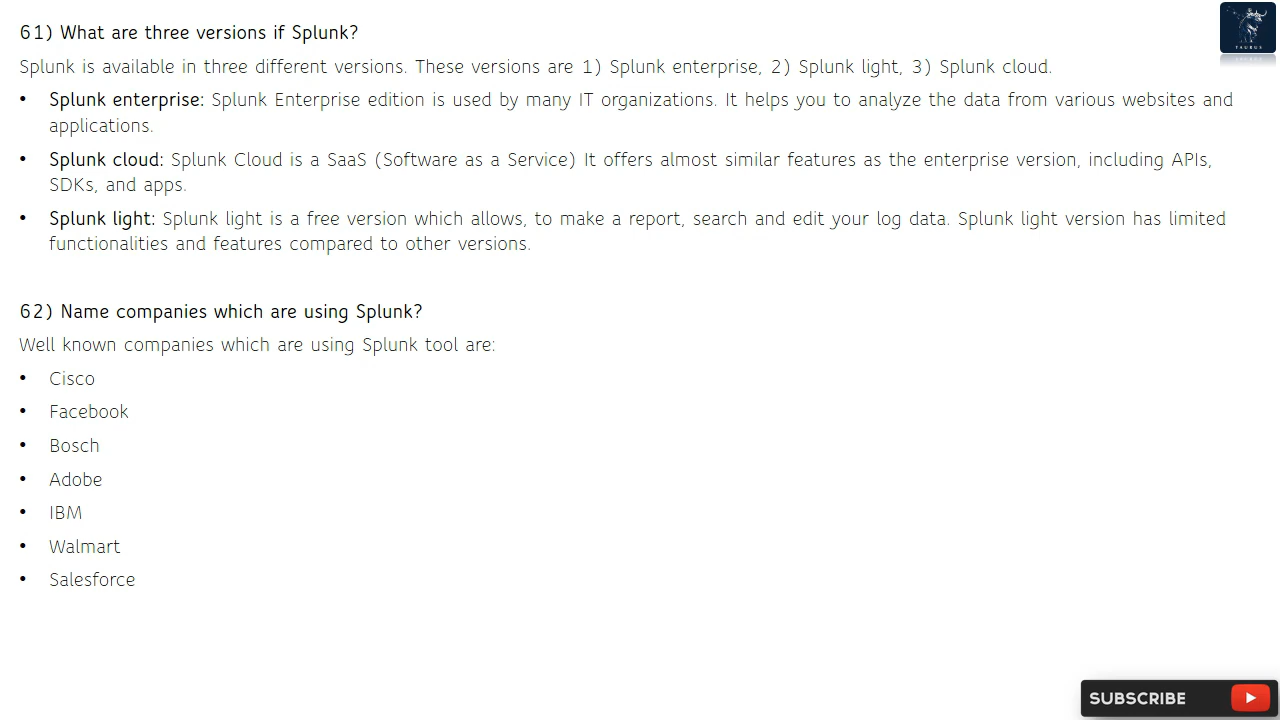 61) What are three versions if Splunk?
Splunk is available in three different versions. These versions are 1) Splunk enterprise, 2) Splunk light, 3) Splunk cloud.
• Splunk enterprise: Splunk Enterprise edition is used by many IT organizations. It helps you to analyze the data from various websites and
applications.
• Splunk cloud: Splunk Cloud is a SaaS (Software as a Service) It offers almost similar features as the enterprise version, including APIs,
SDKs, and apps.
• Splunk light: Splunk light is a free version which allows, to make a report, search and edit your log data. Splunk light version has limited
functionalities and features compared to other versions.
62) Name companies which are using Splunk?
Well known companies which are using Splunk tool are:
• Cisco
• Facebook
• Bosch
• Adobe
• IBM
• Walmart
• Salesforce
TAURUS
SUBSCRIBE